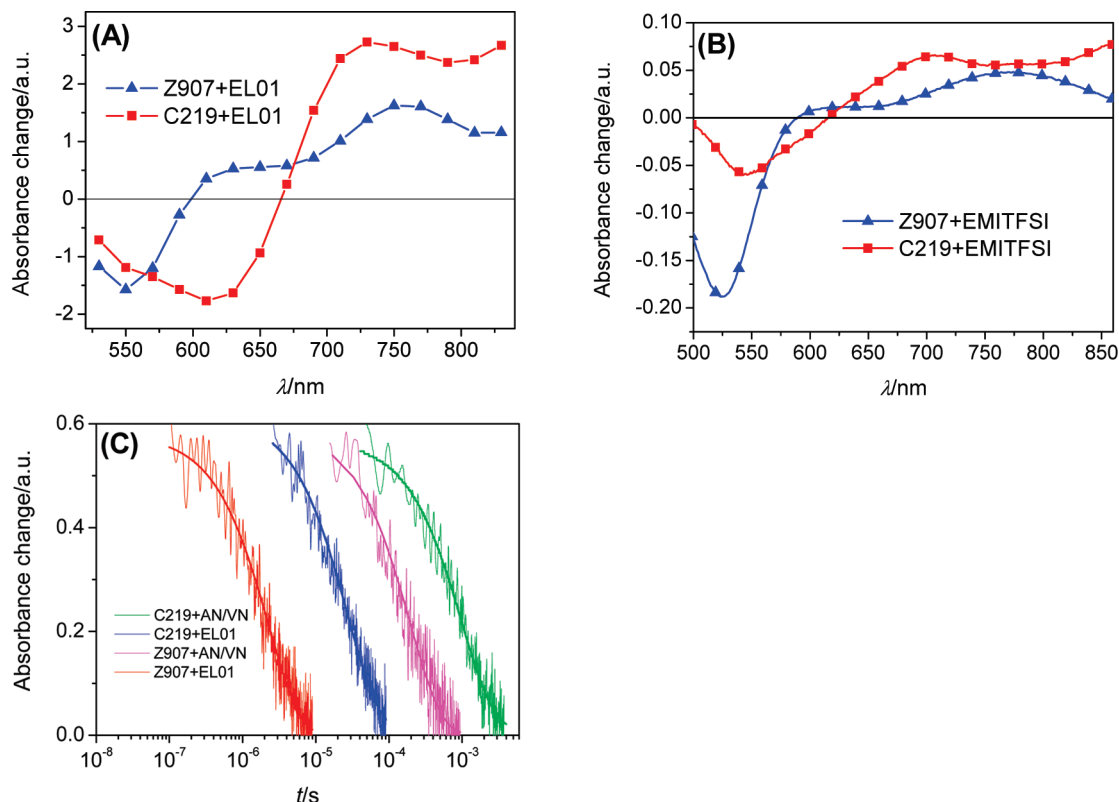 (A)
Z907+EL01
C219+EL01
Absorbance change/a.u.
3
2
1
0
-1
-2
550 600 650 700 750 800
λ/nm
(B)
Z907+EMITFSI
C219+EMITFSI
Absorbance change/a.u.
0.10
0.05
0.00
-0.05
-0.10
-0.15
-0.20
500 550 600 650 700 750 800 850
λ/nm
(C)
C219+AN/VN
C219+EL01
Z907+AN/VN
Z907+EL01
Absorbance change/a.u.
0.6
0.4
0.2
0.0
10⁻⁸ 10⁻⁷ 10⁻⁶ 10⁻⁵ 10⁻⁴ 10⁻³
t/s